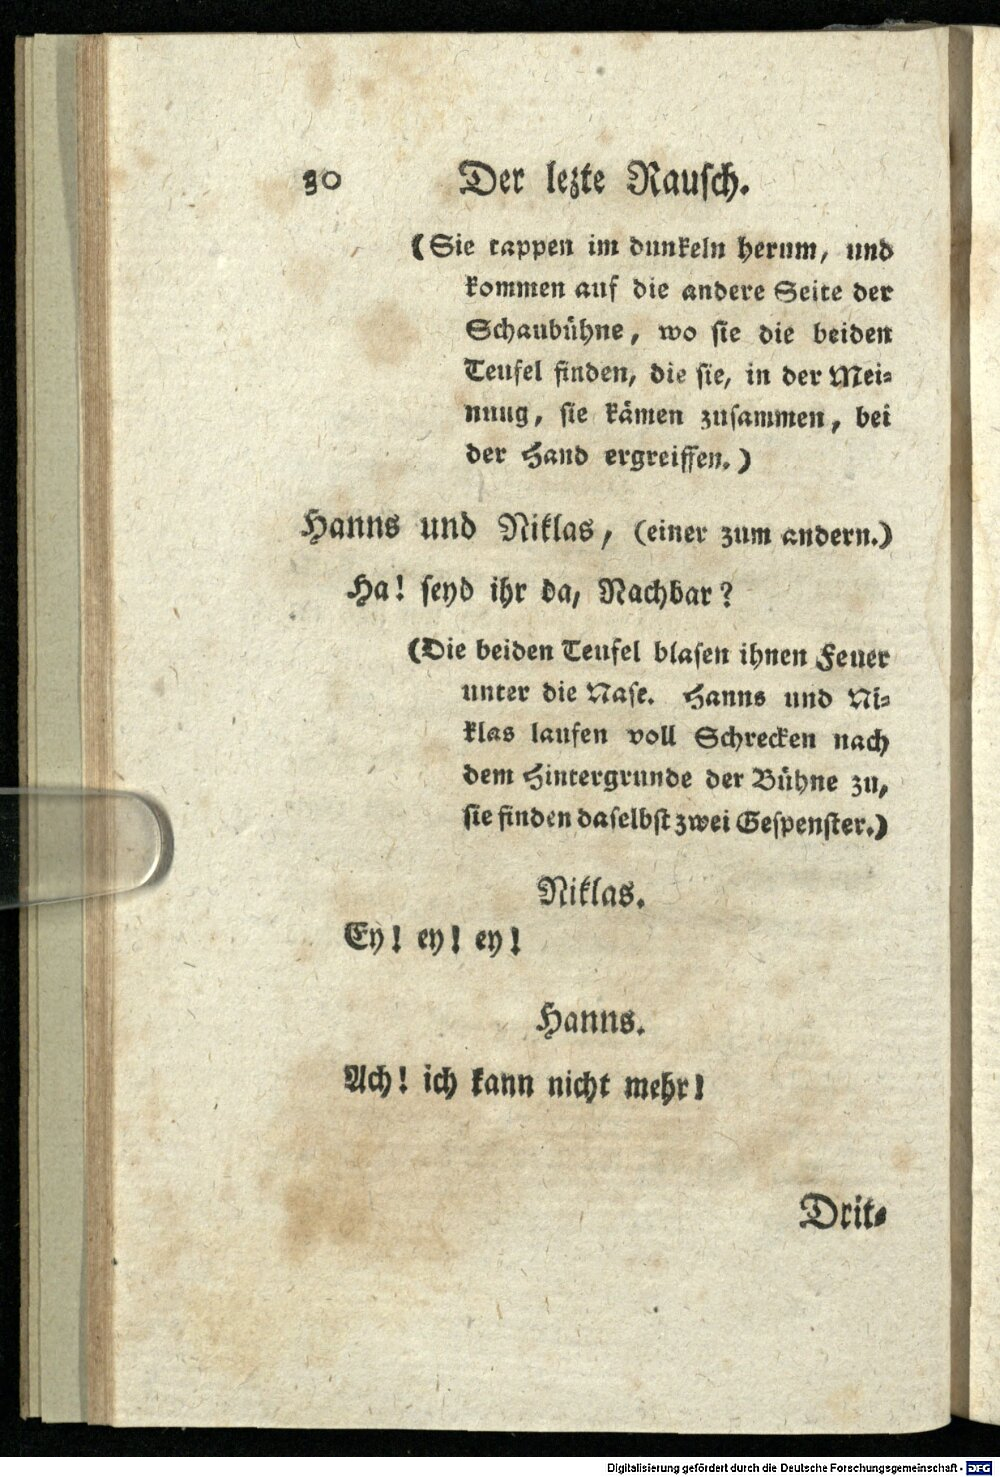 30 Der lezte Rausch.
(Sie tappen im dunkeln herum, und
kommen auf die andere Seite der
Schaubühne, wo sie die beiden
Teufel finden, die sie, in der Mei-
nung, sie kämen zusammen, bei
der Hand ergreiffen.)
Hanns und Niklas, (einer zum andern.)
Ha! seyd ihr da, Nachbar?
(Die beiden Teufel blasen ihnen Feuer
unter die Nase. Hanns und Ni-
klas laufen voll Schrecken nach
dem Hintergrunde der Bühne zu,
sie finden daselbst zwei Gespenster.)
Niklas.
Ey! ey! ey!
Hanns.
Ach! ich kann nicht mehr!
Drit-
Digitalisierung gefördert durch die Deutsche Forschungsgemeinschaft - DFG